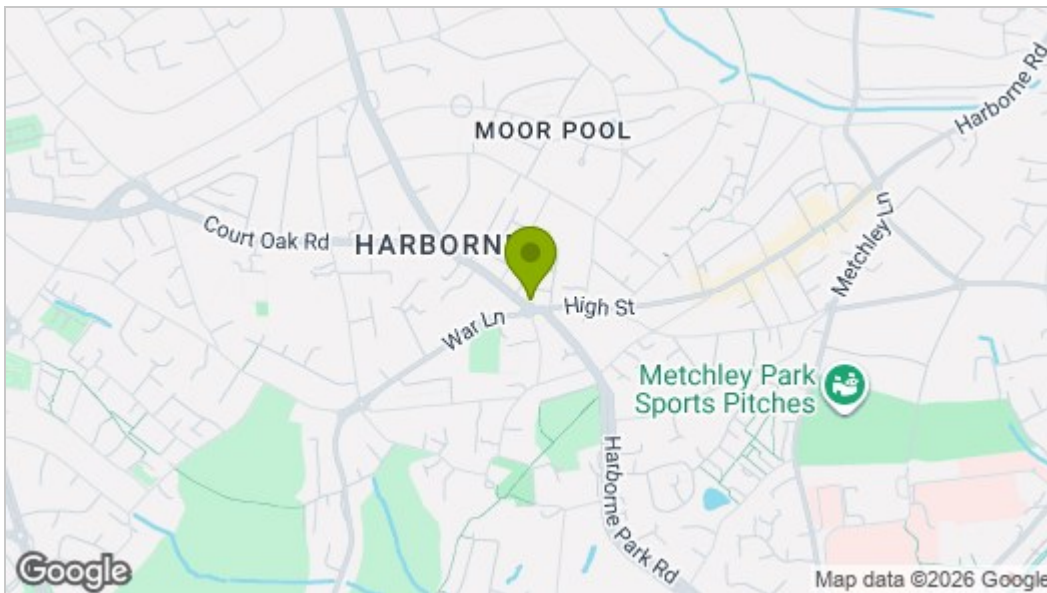 Harborne Rd
MOOR POOL
Metchley Ln
Court Oak Rd
HARBORN
High St
War Ln
Metchley Park
Sports Pitches
Harborne Park Rd
Google
Map data ©2026 Google